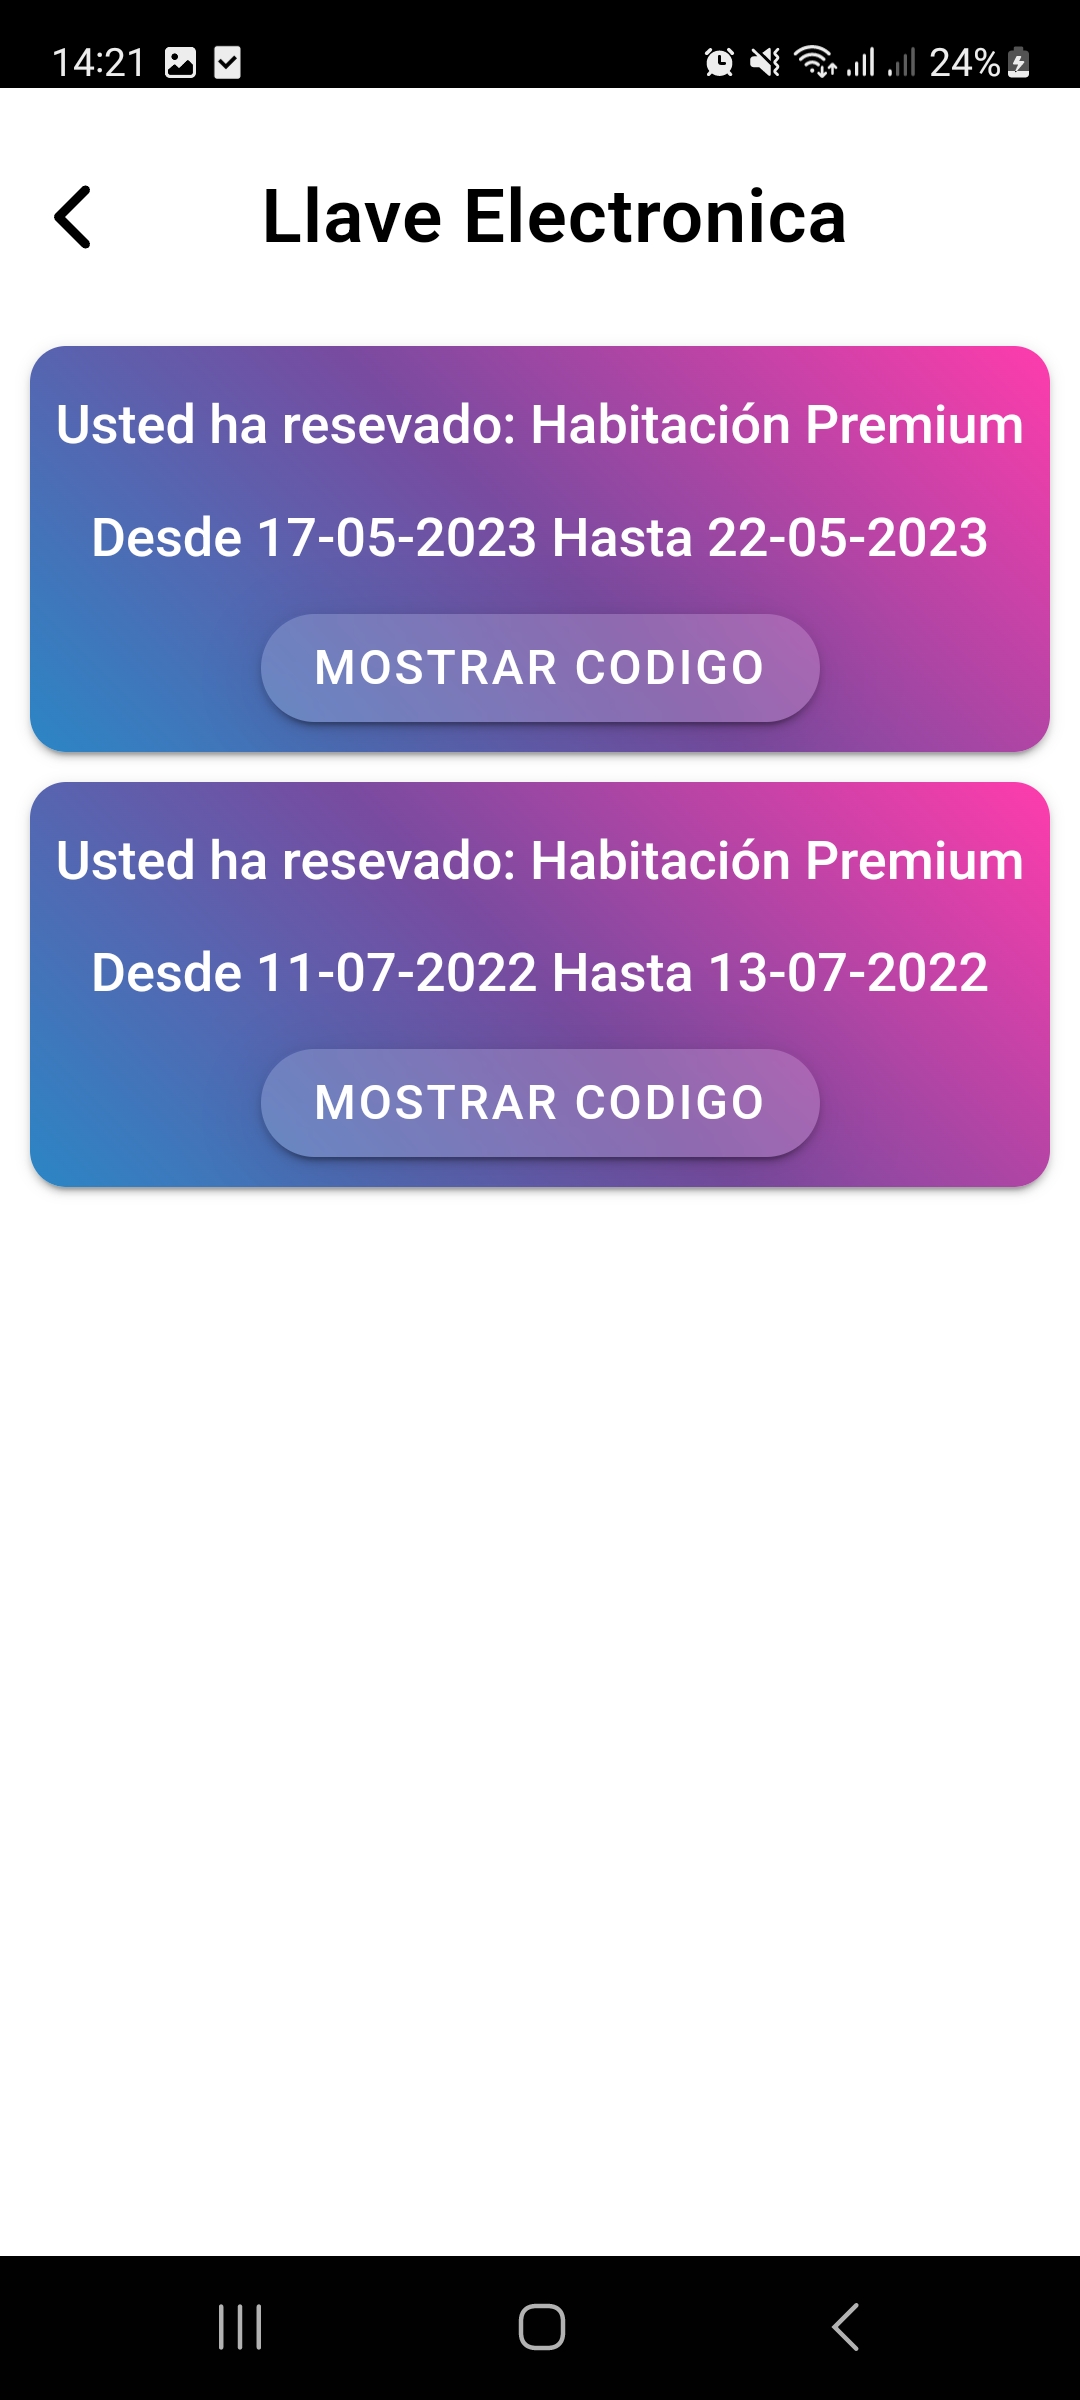 14:21
24%
Llave Electronica
Usted ha resevado: Habitación Premium
Desde 17-05-2023 Hasta 22-05-2023
MOSTRAR CODIGO
Usted ha resevado: Habitación Premium
Desde 11-07-2022 Hasta 13-07-2022
MOSTRAR CODIGO